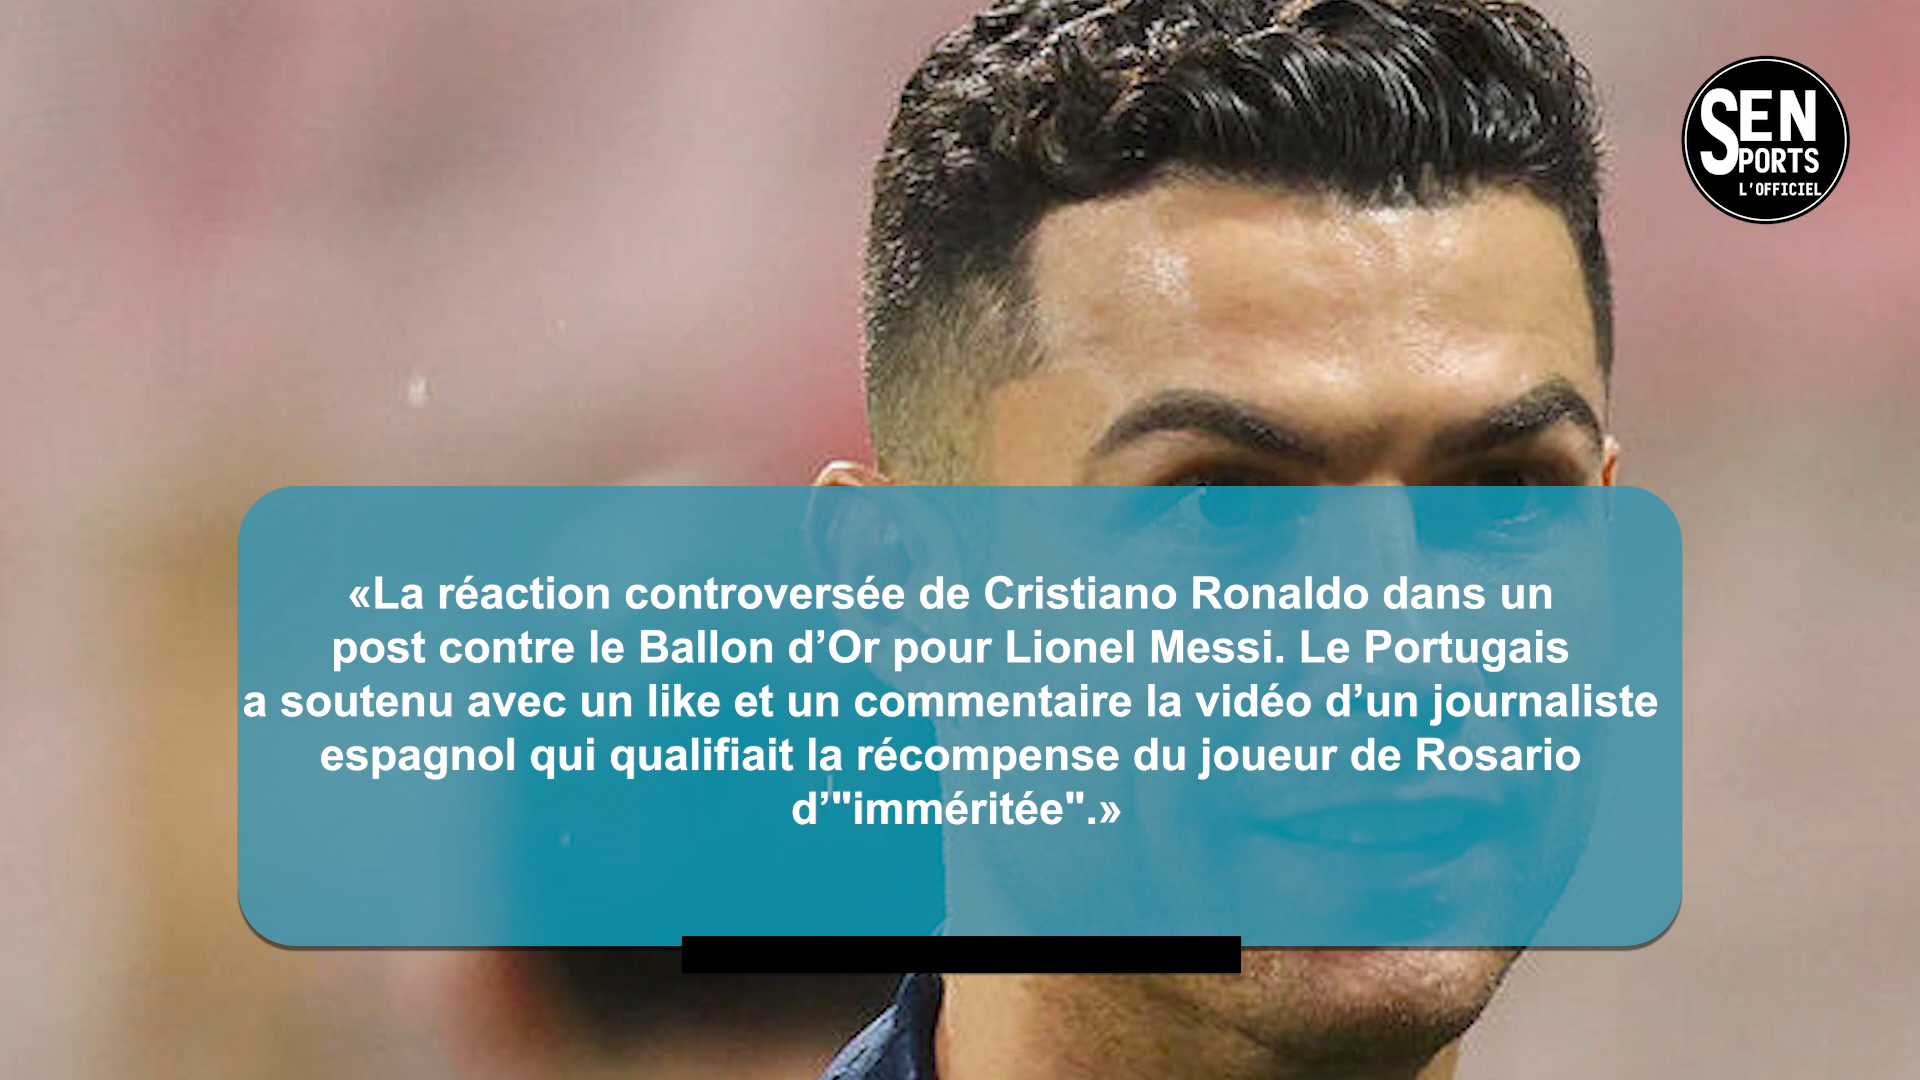 SEN
SPORTS
L'OFFICIEL
«La réaction controversée de Cristiano Ronaldo dans un
post contre le Ballon d’Or pour Lionel Messi. Le Portugais
a soutenu avec un like et un commentaire la vidéo d’un journaliste
espagnol qui qualifiait la récompense du joueur de Rosario
d’"imméritée".»